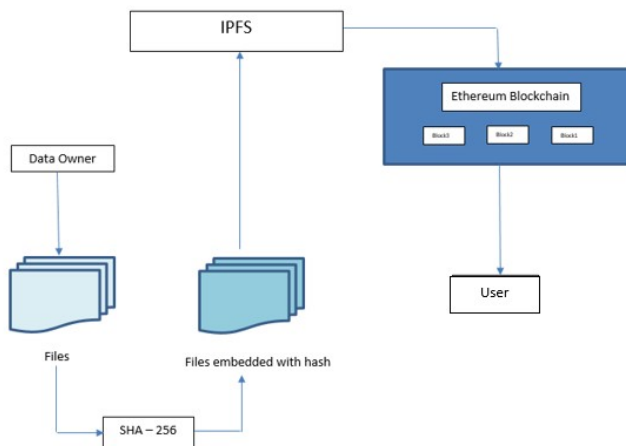 IPFS
Ethereum Blockchain
Block3
Block2
Block1
Data Owner
User
Files
Files embedded with hash
SHA – 256